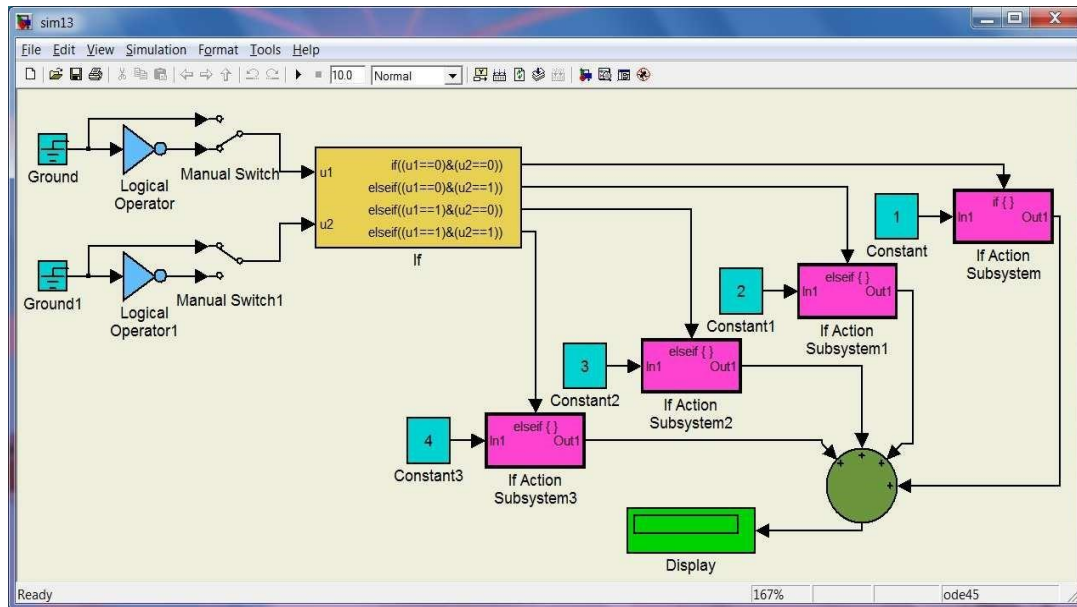 sim13
File Edit View Simulation Format Tools Help
10.0 Normal
Ground
Logical
Operator
Manual Switch
u1
u2
if((u1==0)&(u2==0))
elseif((u1==0)&(u2==1))
elseif((u1==1)&(u2==0))
elseif((u1==1)&(u2==1))
If
Ground1
Logical
Operator1
Manual Switch1
1
Constant
if { }
In1 Out1
If Action
Subsystem
2
Constant1
elseif { }
In1 Out1
If Action
Subsystem1
3
Constant2
elseif { }
In1 Out1
If Action
Subsystem2
4
Constant3
elseif { }
In1 Out1
If Action
Subsystem3
+ + + +
Display
Ready 167% ode45